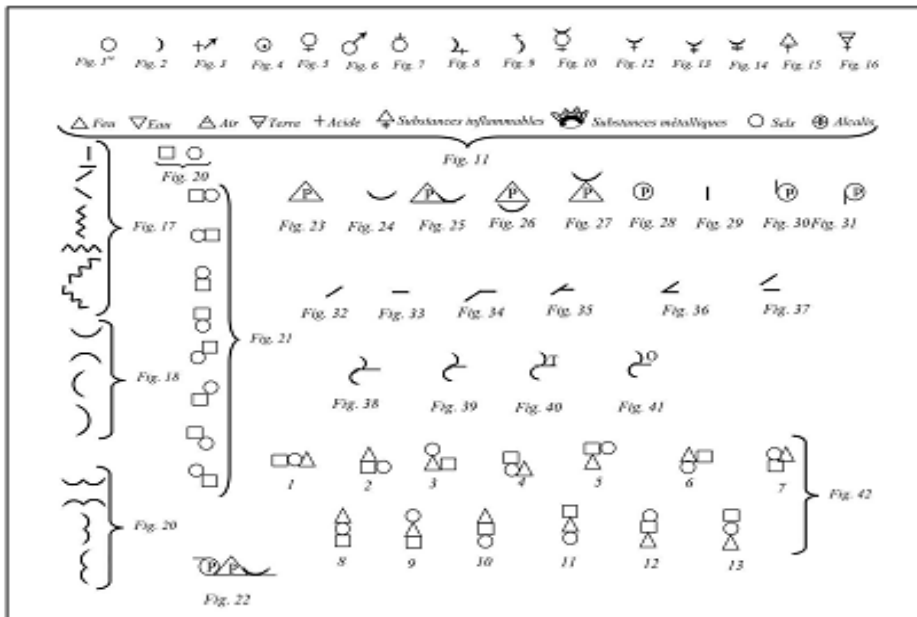 Fig. 1re Fig. 2 Fig. 3 Fig. 4 Fig. 5 Fig. 6 Fig. 7 Fig. 8 Fig. 9 Fig. 10 Fig. 12 Fig. 13 Fig. 14 Fig. 15 Fig. 16
Feu Eau Air Terre Acide Substances inflammables Substances métalliques Sels Alcalis
Fig. 11
Fig. 20
P P P P P P P
Fig. 17 Fig. 23 Fig. 24 Fig. 25 Fig. 26 Fig. 27 Fig. 28 Fig. 29 Fig. 30 Fig. 31
Fig. 32 Fig. 33 Fig. 34 Fig. 35 Fig. 36 Fig. 37
Fig. 21
Fig. 18
Fig. 38 Fig. 39 Fig. 40 Fig. 41
1 2 3 4 5 6 7
Fig. 42
Fig. 20
8 9 10 11 12 13
P P
Fig. 22